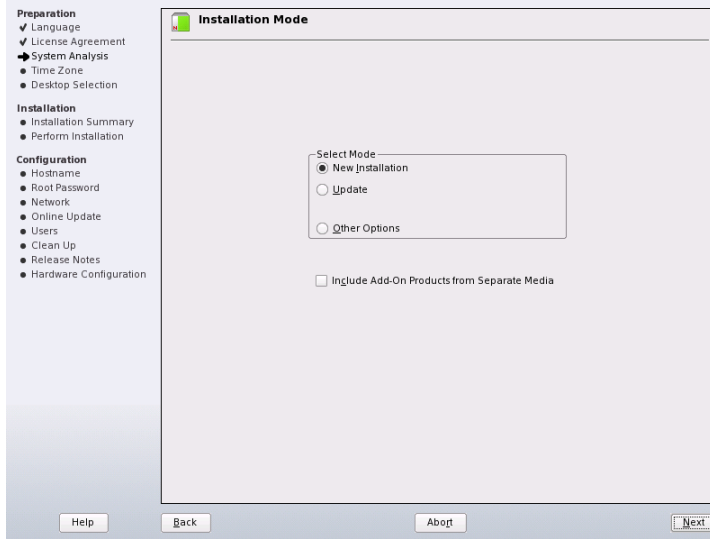 Preparation
Language
License Agreement
System Analysis
Time Zone
Desktop Selection
Installation
Installation Summary
Perform Installation
Configuration
Hostname
Root Password
Network
Online Update
Users
Clean Up
Release Notes
Hardware Configuration
Installation Mode
Select Mode
New Installation
Update
Other Options
Include Add-On Products from Separate Media
Help
Back
Abort
Next